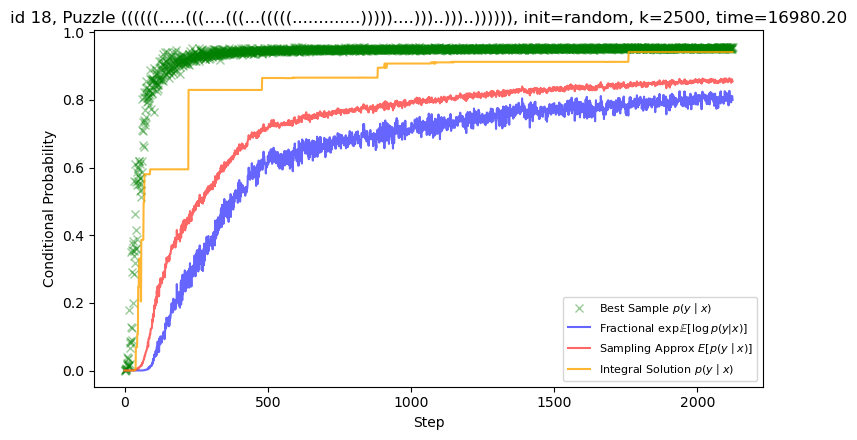 id 18, Puzzle ((((((.....(((....(((...(((((.............)))))....)))..)))..)))))), init=random, k=2500, time=16980.20
Conditional Probability
1.0
0.8
0.6
0.4
0.2
0.0
0
500
1000
1500
2000
Step
Best Sample p(y | x)
Fractional exp𝔼[log p(y|x)]
Sampling Approx E[p(y | x)]
Integral Solution p(y | x)